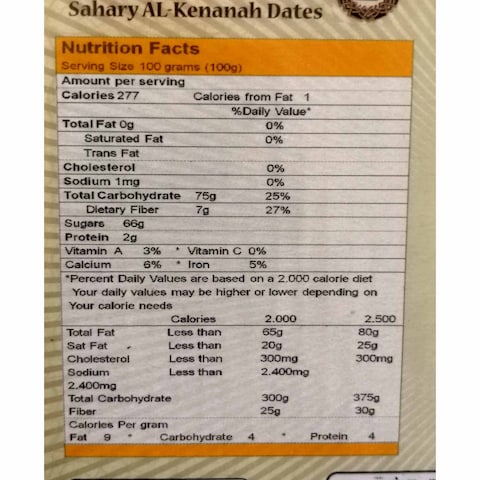 Sahary AL-Kenanah Dates
Nutrition Facts
Serving Size 100 grams (100g)
Amount per serving
Calories 277 Calories from Fat 1
%Daily Value*
Total Fat 0g 0%
Saturated Fat 0%
Trans Fat
Cholesterol 0%
Sodium 1mg 0%
Total Carbohydrate 75g 25%
Dietary Fiber 7g 27%
Sugars 66g
Protein 2g
Vitamin A 3% * Vitamin C 0%
Calcium 6% * Iron 5%
*Percent Daily Values are based on a 2.000 calorie diet
Your daily values may be higher or lower depending on
Your calorie needs
Calories 2.000 2.500
Total Fat Less than 65g 80g
Sat Fat Less than 20g 25g
Cholesterol Less than 300mg 300mg
Sodium Less than 2.400mg
2.400mg
Total Carbohydrate 300g 375g
Fiber 25g 30g
Calories Per gram
Fat 9 * Carbohydrate 4 * Protein 4